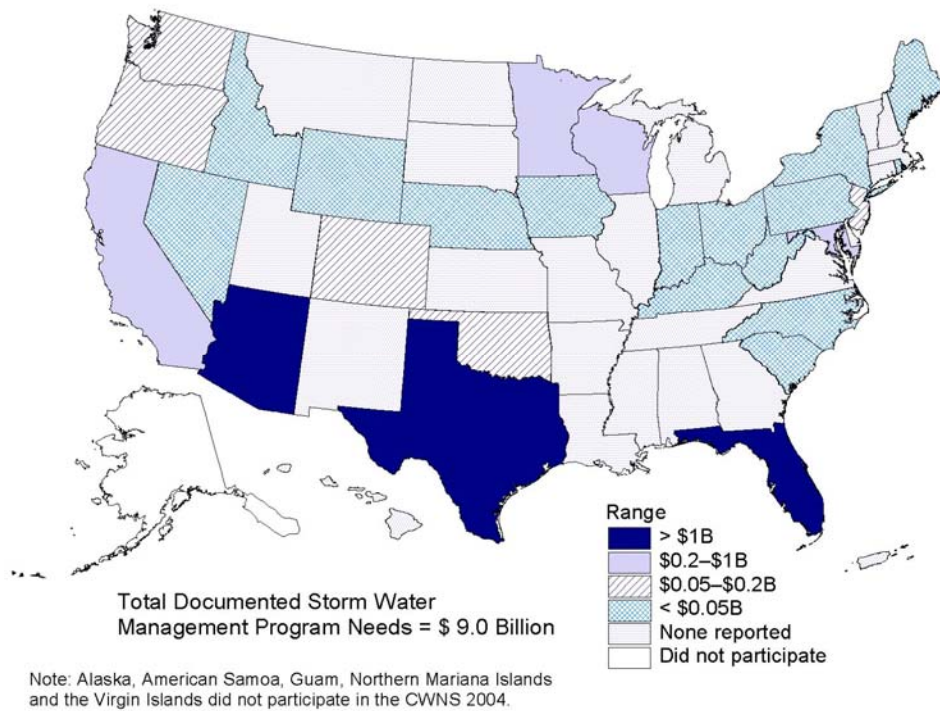 Range
> $1B
$0.2–$1B
$0.05–$0.2B
< $0.05B
None reported
Did not participate
Total Documented Storm Water
Management Program Needs = $ 9.0 Billion
Note: Alaska, American Samoa, Guam, Northern Mariana Islands
and the Virgin Islands did not participate in the CWNS 2004.